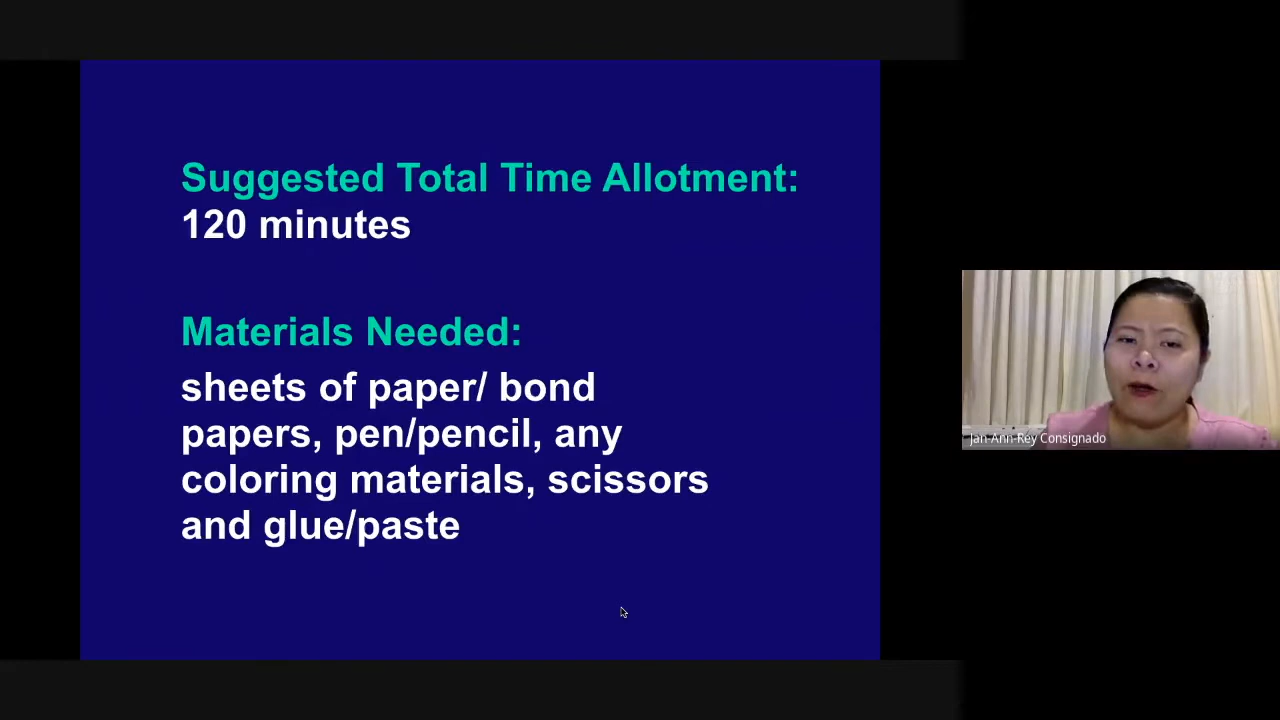 Suggested Total Time Allotment:
120 minutes
Materials Needed:
sheets of paper/ bond
papers, pen/pencil, any
coloring materials, scissors
and glue/paste
Jan-Ann-Rey Consignado